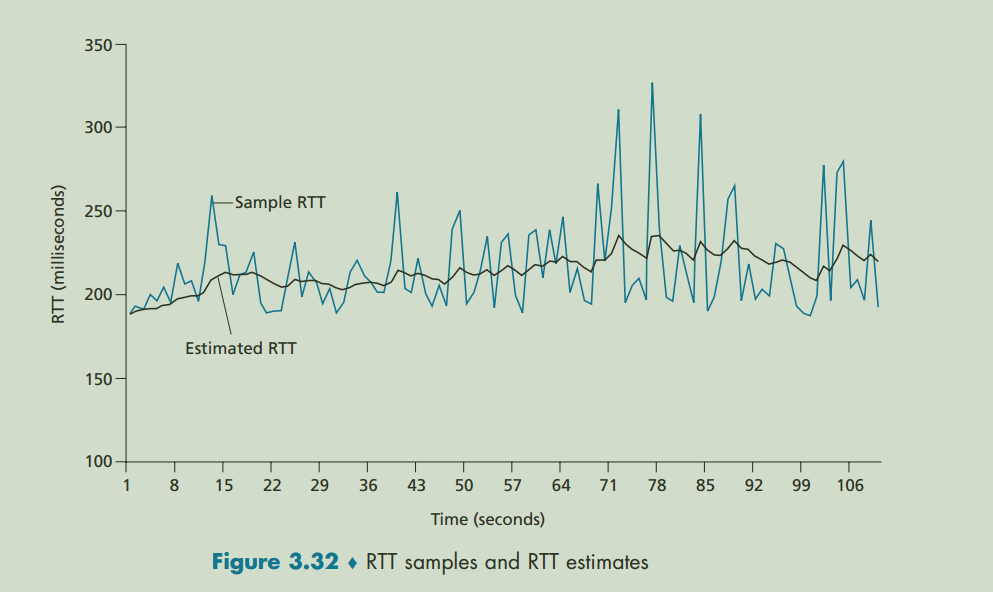 350
300
250
200
150
100
RTT (milliseconds)
Sample RTT
Estimated RTT
1 8 15 22 29 36 43 50 57 64 71 78 85 92 99 106
Time (seconds)
Figure 3.32 ♦ RTT samples and RTT estimates